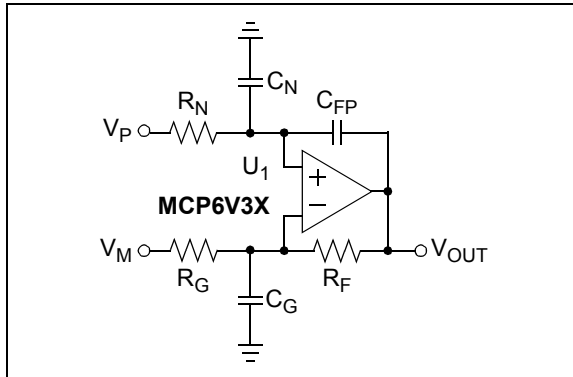 C_N
R_N
C_FP
V_P
U_1
+
MCP6V3X
−
V_M
V_OUT
R_G
R_F
C_G